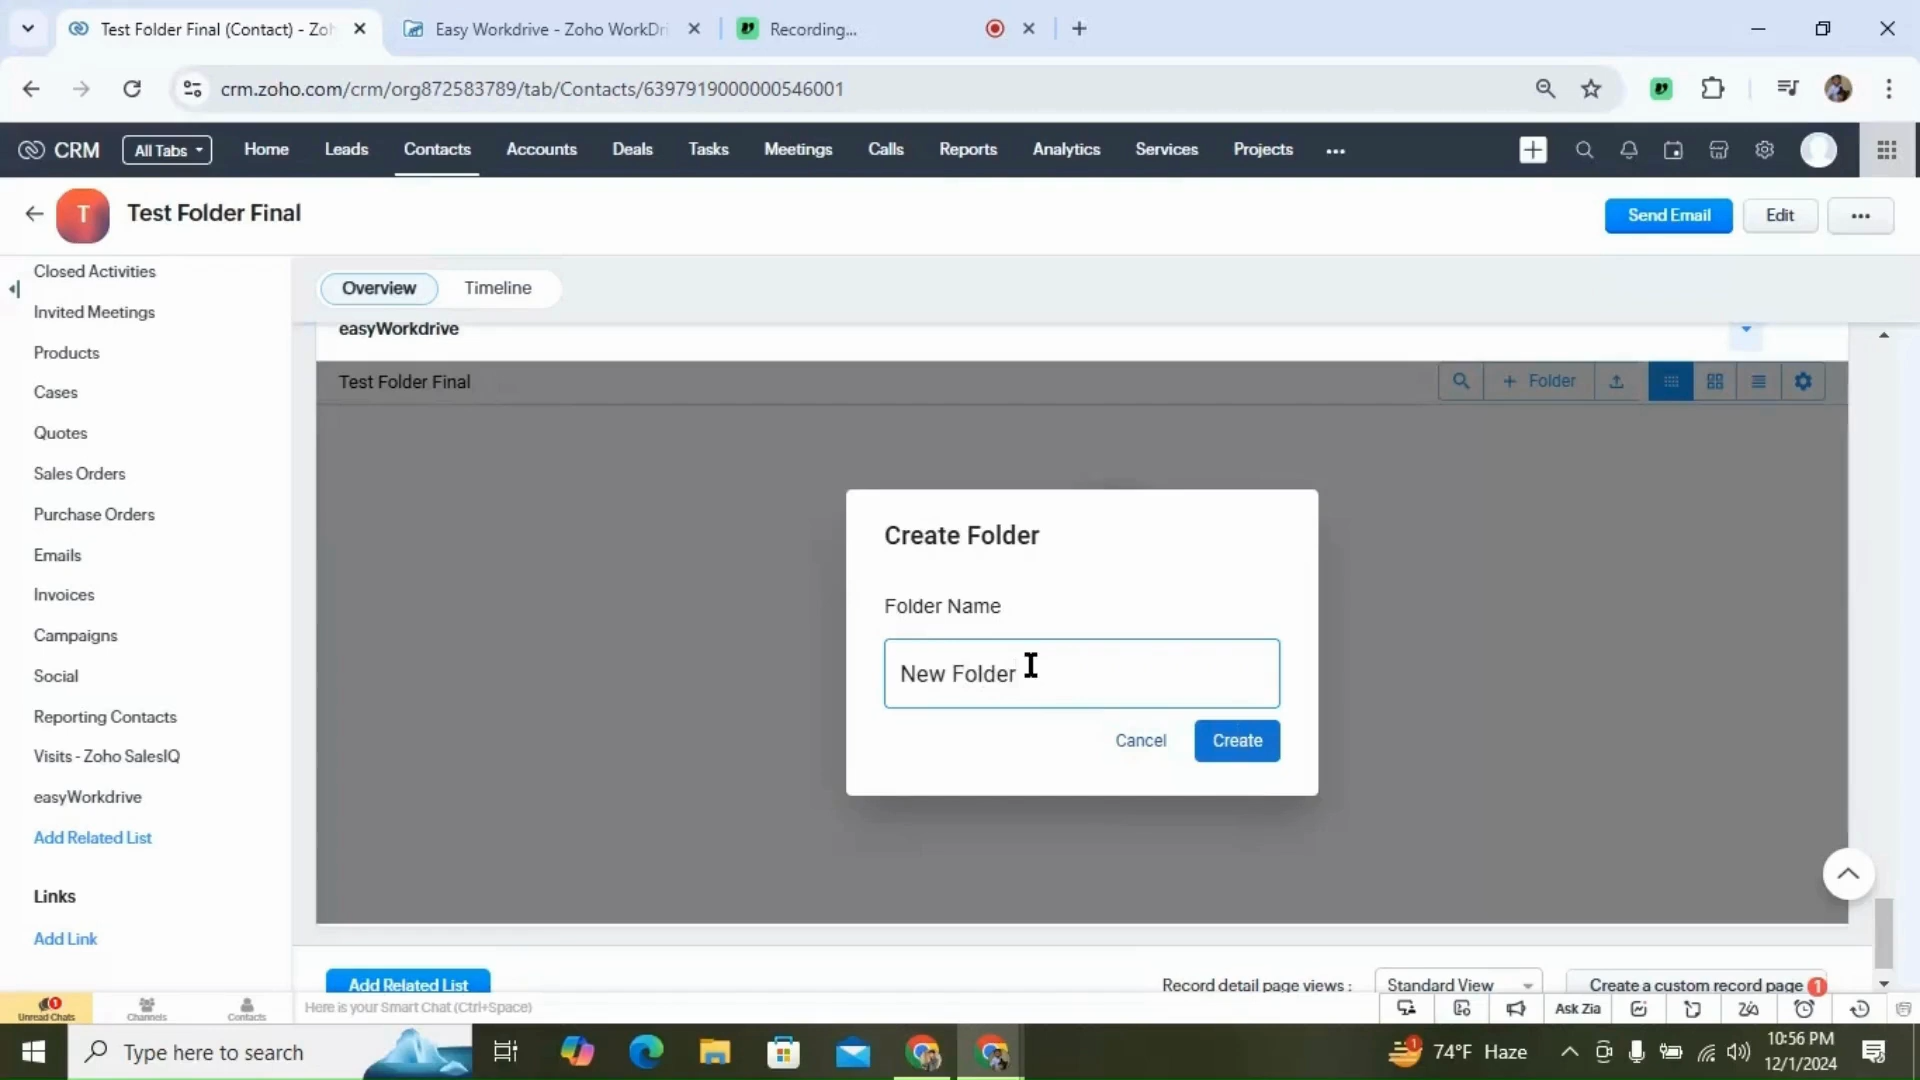 Test Folder Final (Contact) - Zoh
Easy Workdrive - Zoho WorkDri
Recording...
crm.zoho.com/crm/org872583789/tab/Contacts/6397919000000546001
CRM
All Tabs
Home
Leads
Contacts
Accounts
Deals
Tasks
Meetings
Calls
Reports
Analytics
Services
Projects
T
Test Folder Final
Send Email
Edit
Closed Activities
Invited Meetings
Products
Cases
Quotes
Sales Orders
Purchase Orders
Emails
Invoices
Campaigns
Social
Reporting Contacts
Visits - Zoho SalesIQ
easyWorkdrive
Add Related List
Links
Add Link
Overview
Timeline
easyWorkdrive
Test Folder Final
+ Folder
Create Folder
Folder Name
New Folder
Cancel
Create
Add Related List
Record detail page views :
Standard View
Create a custom record page
1
Unread Chats
Channels
Contacts
Here is your Smart Chat (Ctrl+Space)
Ask Zia
Type here to search
74°F Haze
10:56 PM
12/1/2024